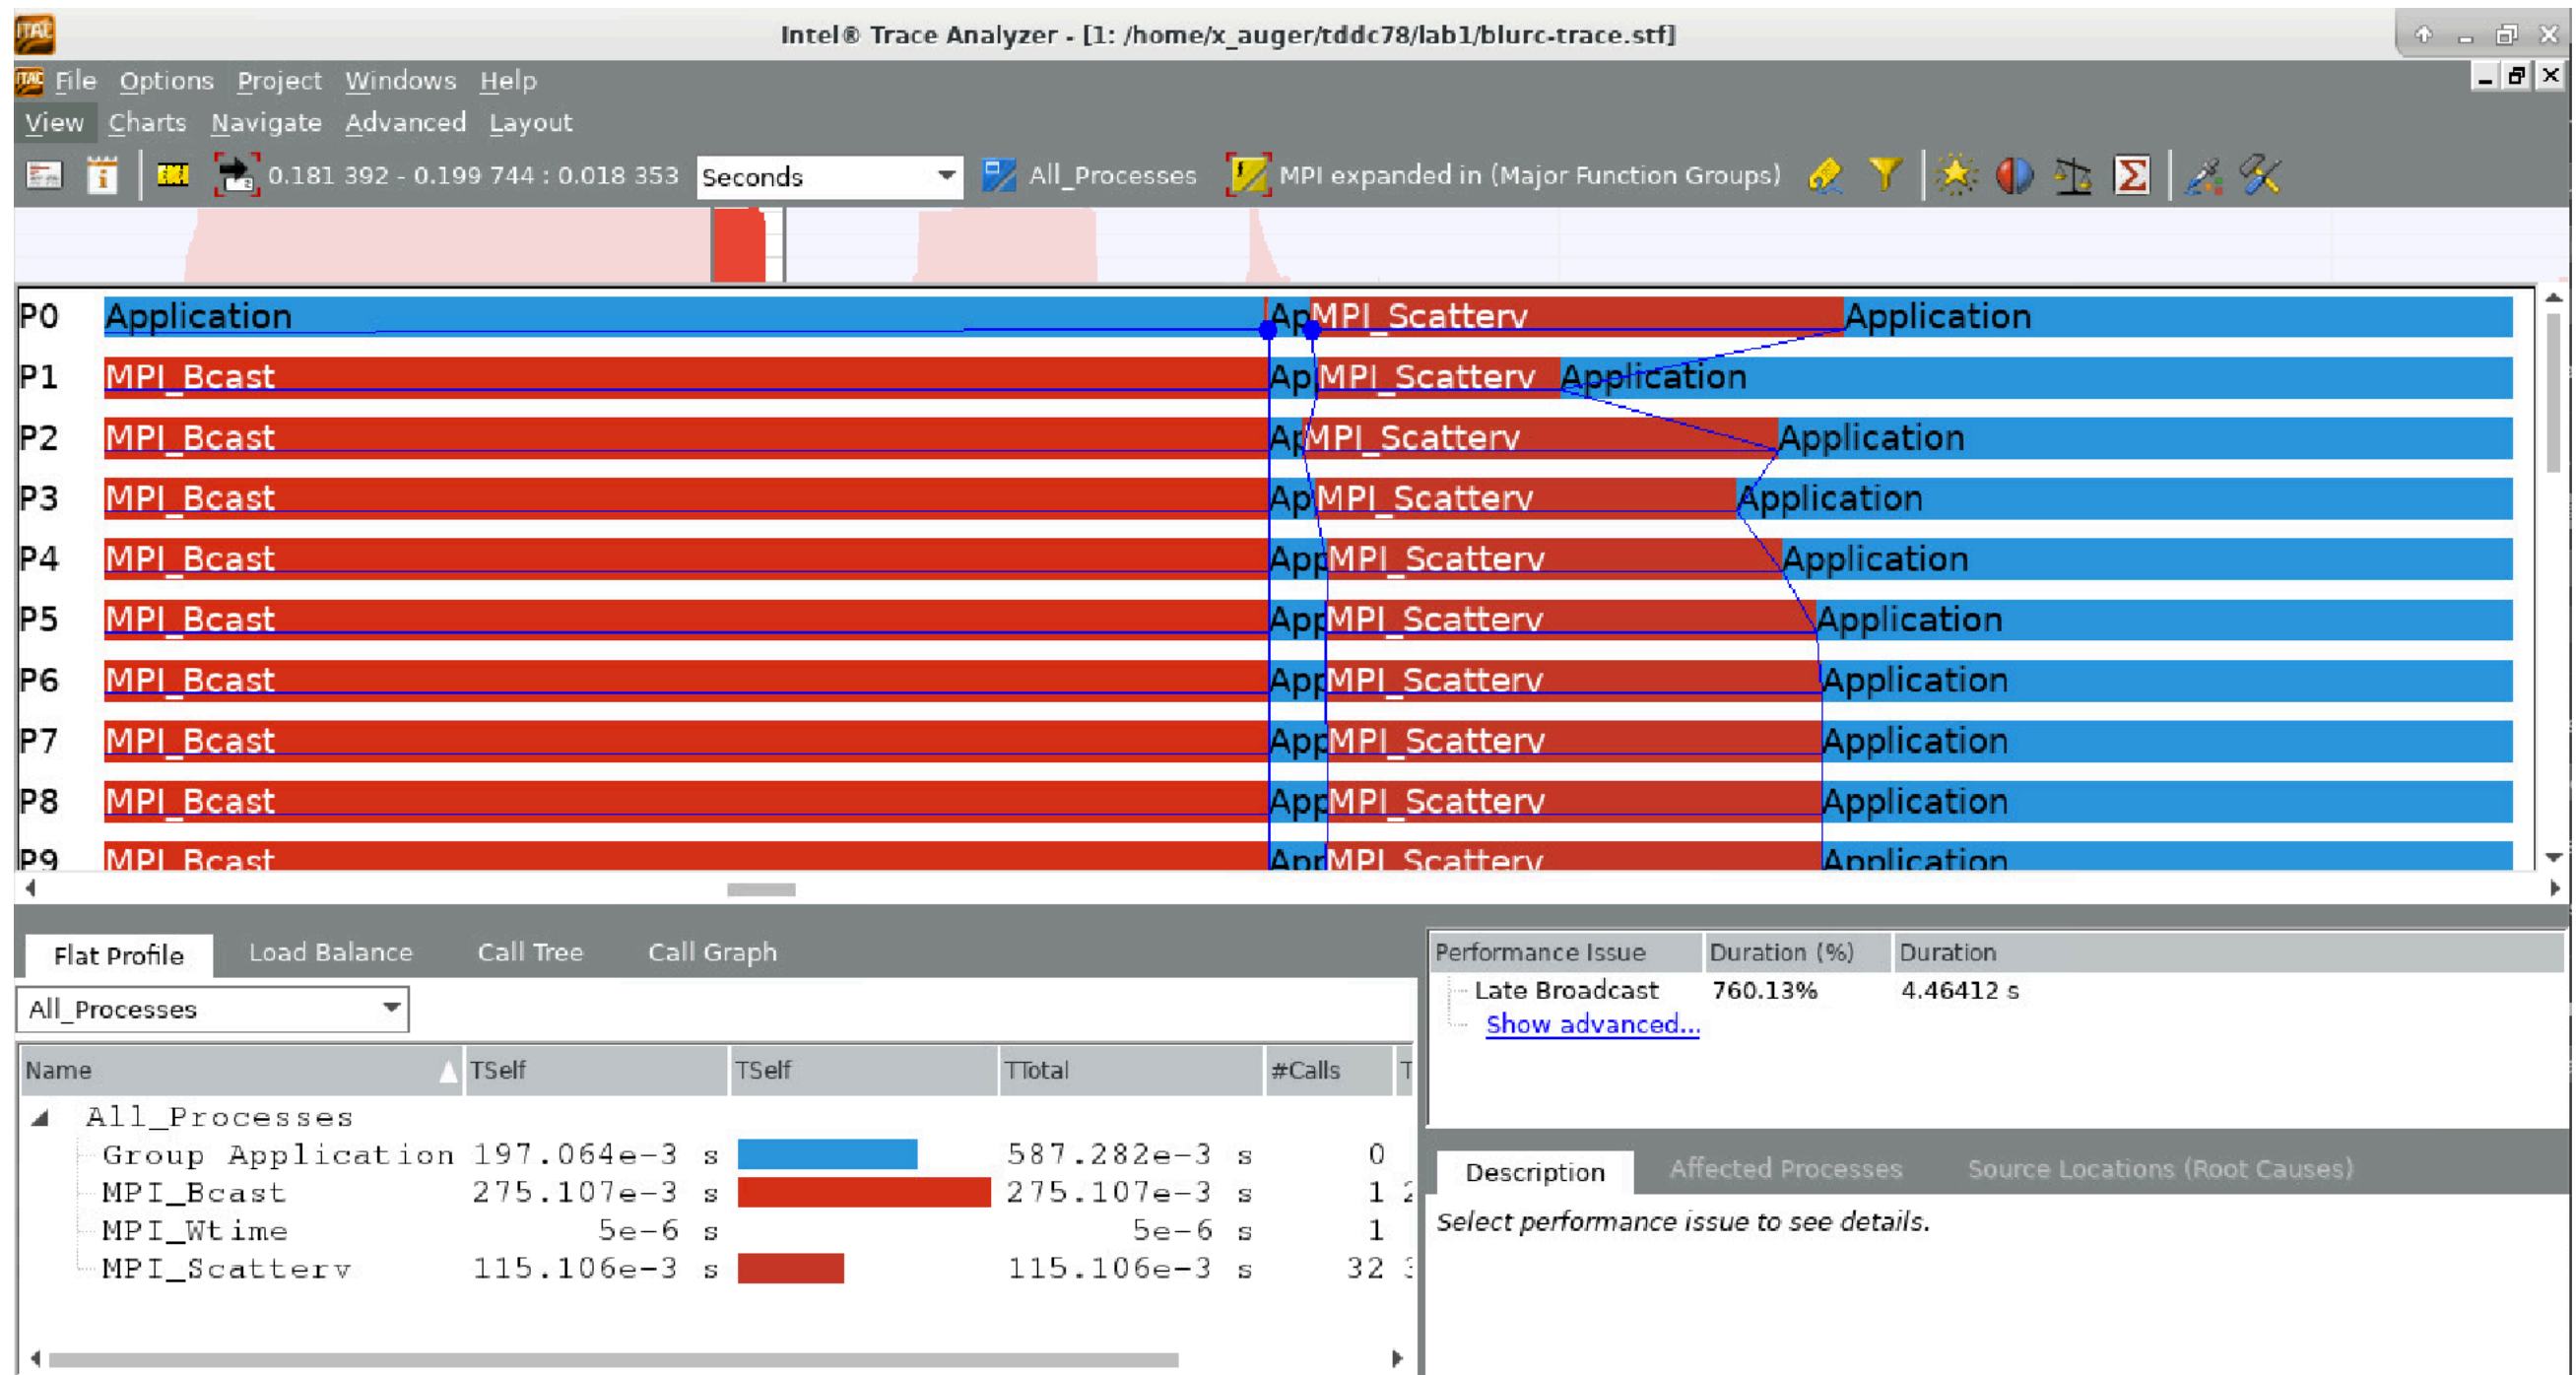 ITAC Intel® Trace Analyzer - [1: /home/x_auger/tddc78/lab1/blurc-trace.stf]
ITAC File Options Project Windows Help
View Charts Navigate Advanced Layout
0.181 392 - 0.199 744 : 0.018 353 Seconds All_Processes MPI expanded in (Major Function Groups)
P0 Application Ap MPI_Scatterv Application
P1 MPI_Bcast Ap MPI_Scatterv Application
P2 MPI_Bcast Ap MPI_Scatterv Application
P3 MPI_Bcast Ap MPI_Scatterv Application
P4 MPI_Bcast App MPI_Scatterv Application
P5 MPI_Bcast App MPI_Scatterv Application
P6 MPI_Bcast App MPI_Scatterv Application
P7 MPI_Bcast App MPI_Scatterv Application
P8 MPI_Bcast App MPI_Scatterv Application
P9 MPI_Bcast App MPI_Scatterv Application
Flat Profile Load Balance Call Tree Call Graph
All_Processes
Name TSelf TSelf TTotal #Calls T
All_Processes
Group Application 197.064e-3 s 587.282e-3 s 0
MPI_Bcast 275.107e-3 s 275.107e-3 s 1
MPI_Wtime 5e-6 s 5e-6 s 1
MPI_Scatterv 115.106e-3 s 115.106e-3 s 32
Performance Issue Duration (%) Duration
Late Broadcast 760.13% 4.46412 s
Show advanced...
Description Affected Processes Source Locations (Root Causes)
Select performance issue to see details.